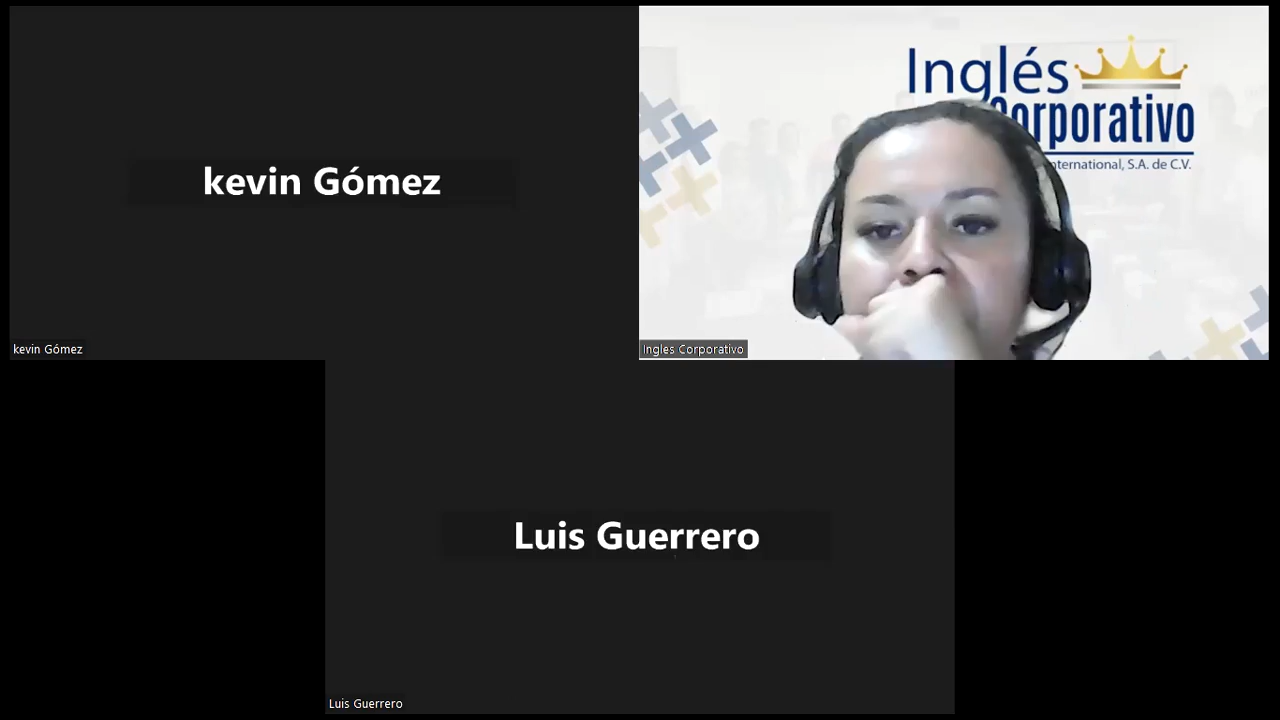 kevin Gómez
kevin Gómez
Inglés
Corporativo
International, S.A. de C.V.
Ingles Corporativo
Luis Guerrero
Luis Guerrero